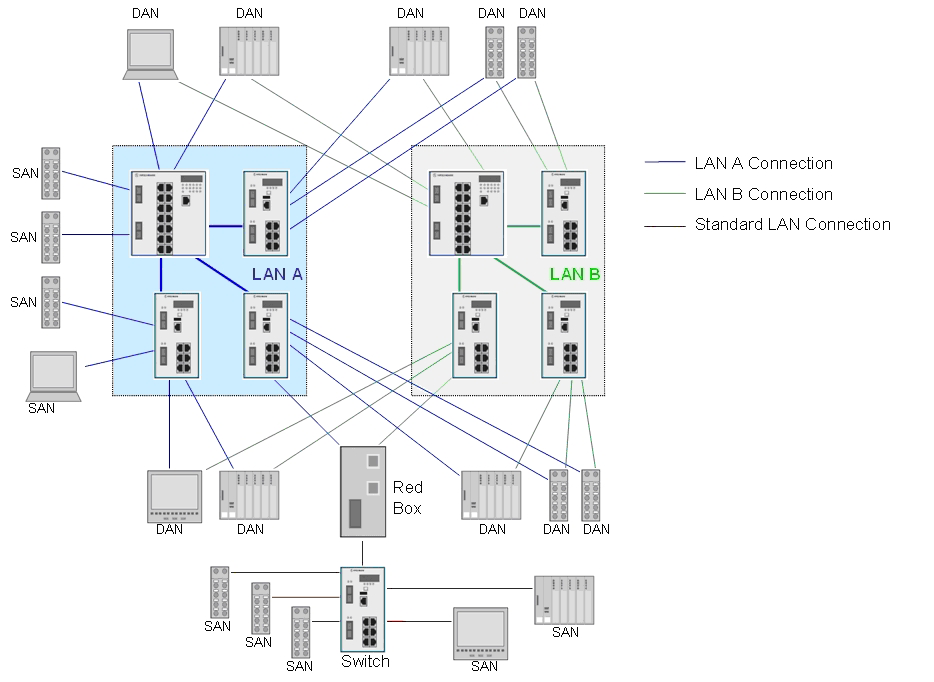 DAN
DAN
DAN
DAN
DAN
SAN
SAN
SAN
SAN
LAN A
LAN B
LAN A Connection
LAN B Connection
Standard LAN Connection
DAN
DAN
Red
Box
DAN
DAN
DAN
SAN
SAN
SAN
Switch
SAN
SAN